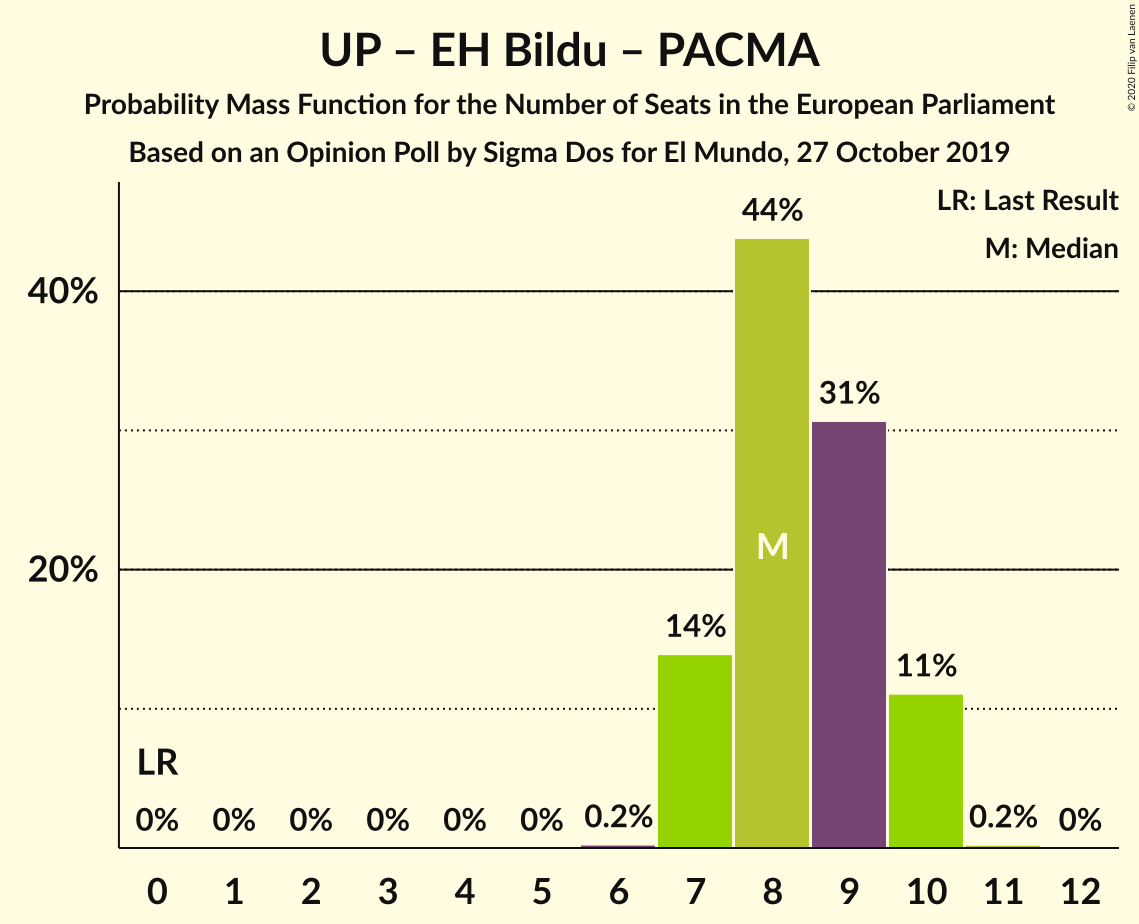 UP – EH Bildu – PACMA
Probability Mass Function for the Number of Seats in the European Parliament
Based on an Opinion Poll by Sigma Dos for El Mundo, 27 October 2019
© 2020 Filip van Laenen
LR: Last Result
M: Median
44%
40%
31%
M
20%
14%
11%
LR
0% 0% 0% 0% 0% 0% 0.2% 0.2% 0%
0 1 2 3 4 5 6 7 8 9 10 11 12